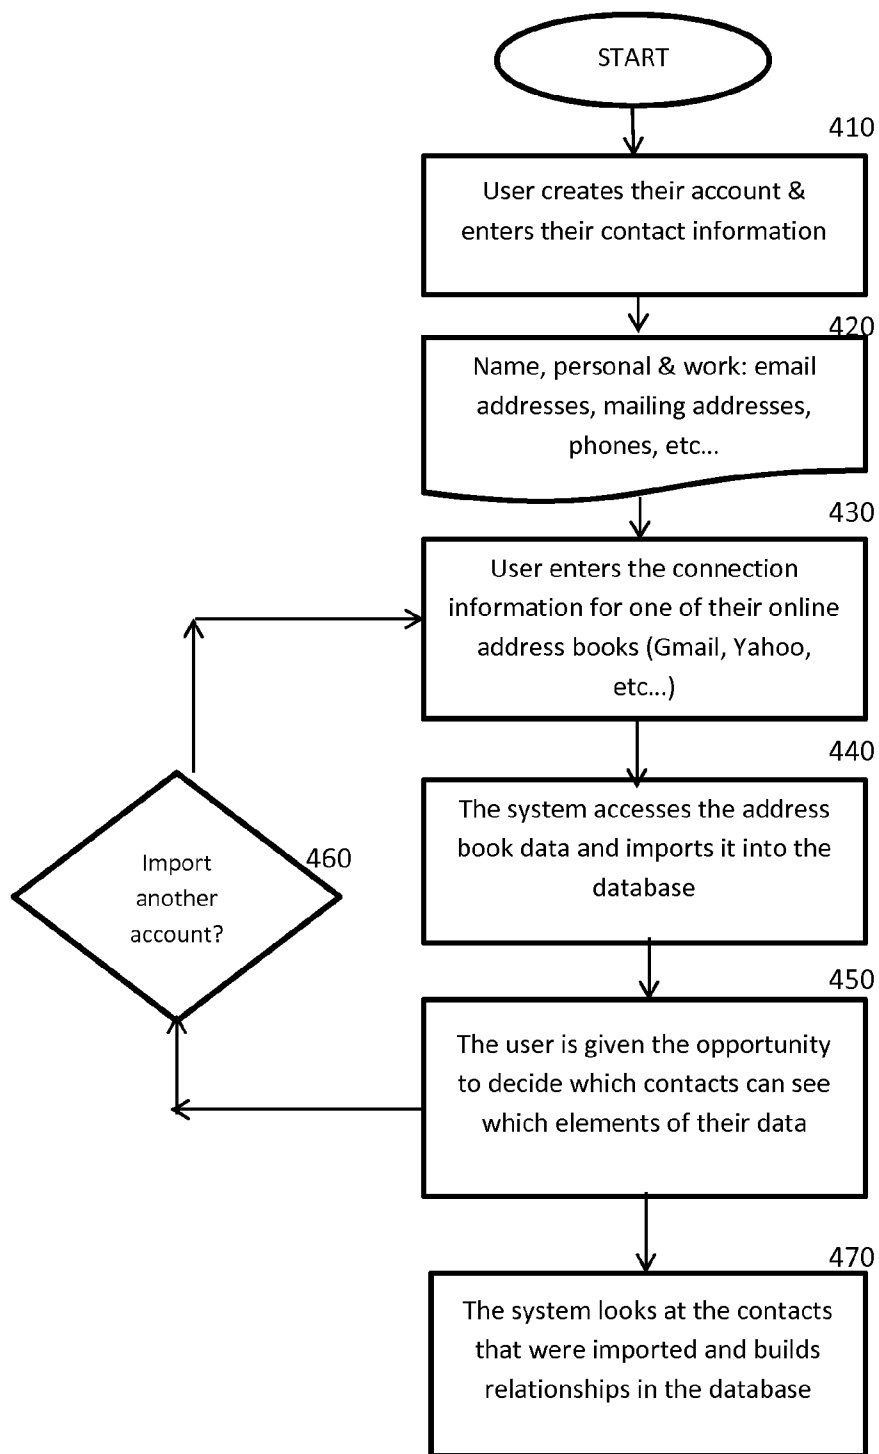 START
410
User creates their account &
enters their contact information
420
Name, personal & work: email
addresses, mailing addresses,
phones, etc...
430
User enters the connection
information for one of their online
address books (Gmail, Yahoo,
etc...)
440
The system accesses the address
book data and imports it into the
database
460
Import
another
account?
450
The user is given the opportunity
to decide which contacts can see
which elements of their data
470
The system looks at the contacts
that were imported and builds
relationships in the database